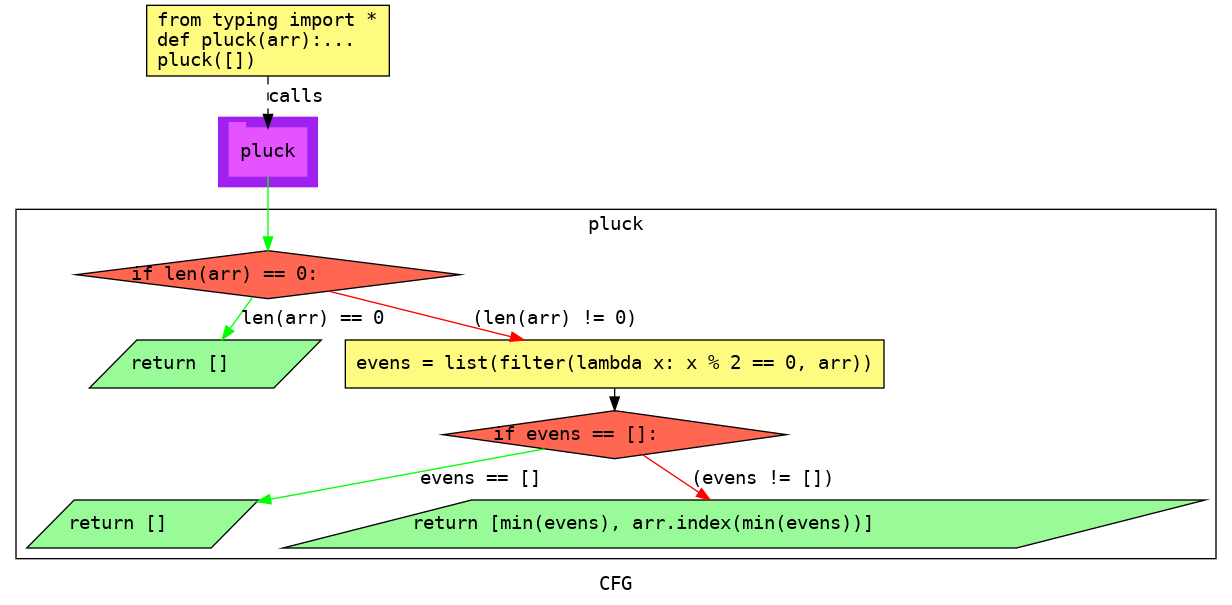 from typing import *
def pluck(arr):...
pluck([])
calls
pluck
pluck
if len(arr) == 0:
len(arr) == 0
(len(arr) != 0)
return []
evens = list(filter(lambda x: x % 2 == 0, arr))
if evens == []:
evens == []
(evens != [])
return []
return [min(evens), arr.index(min(evens))]
CFG